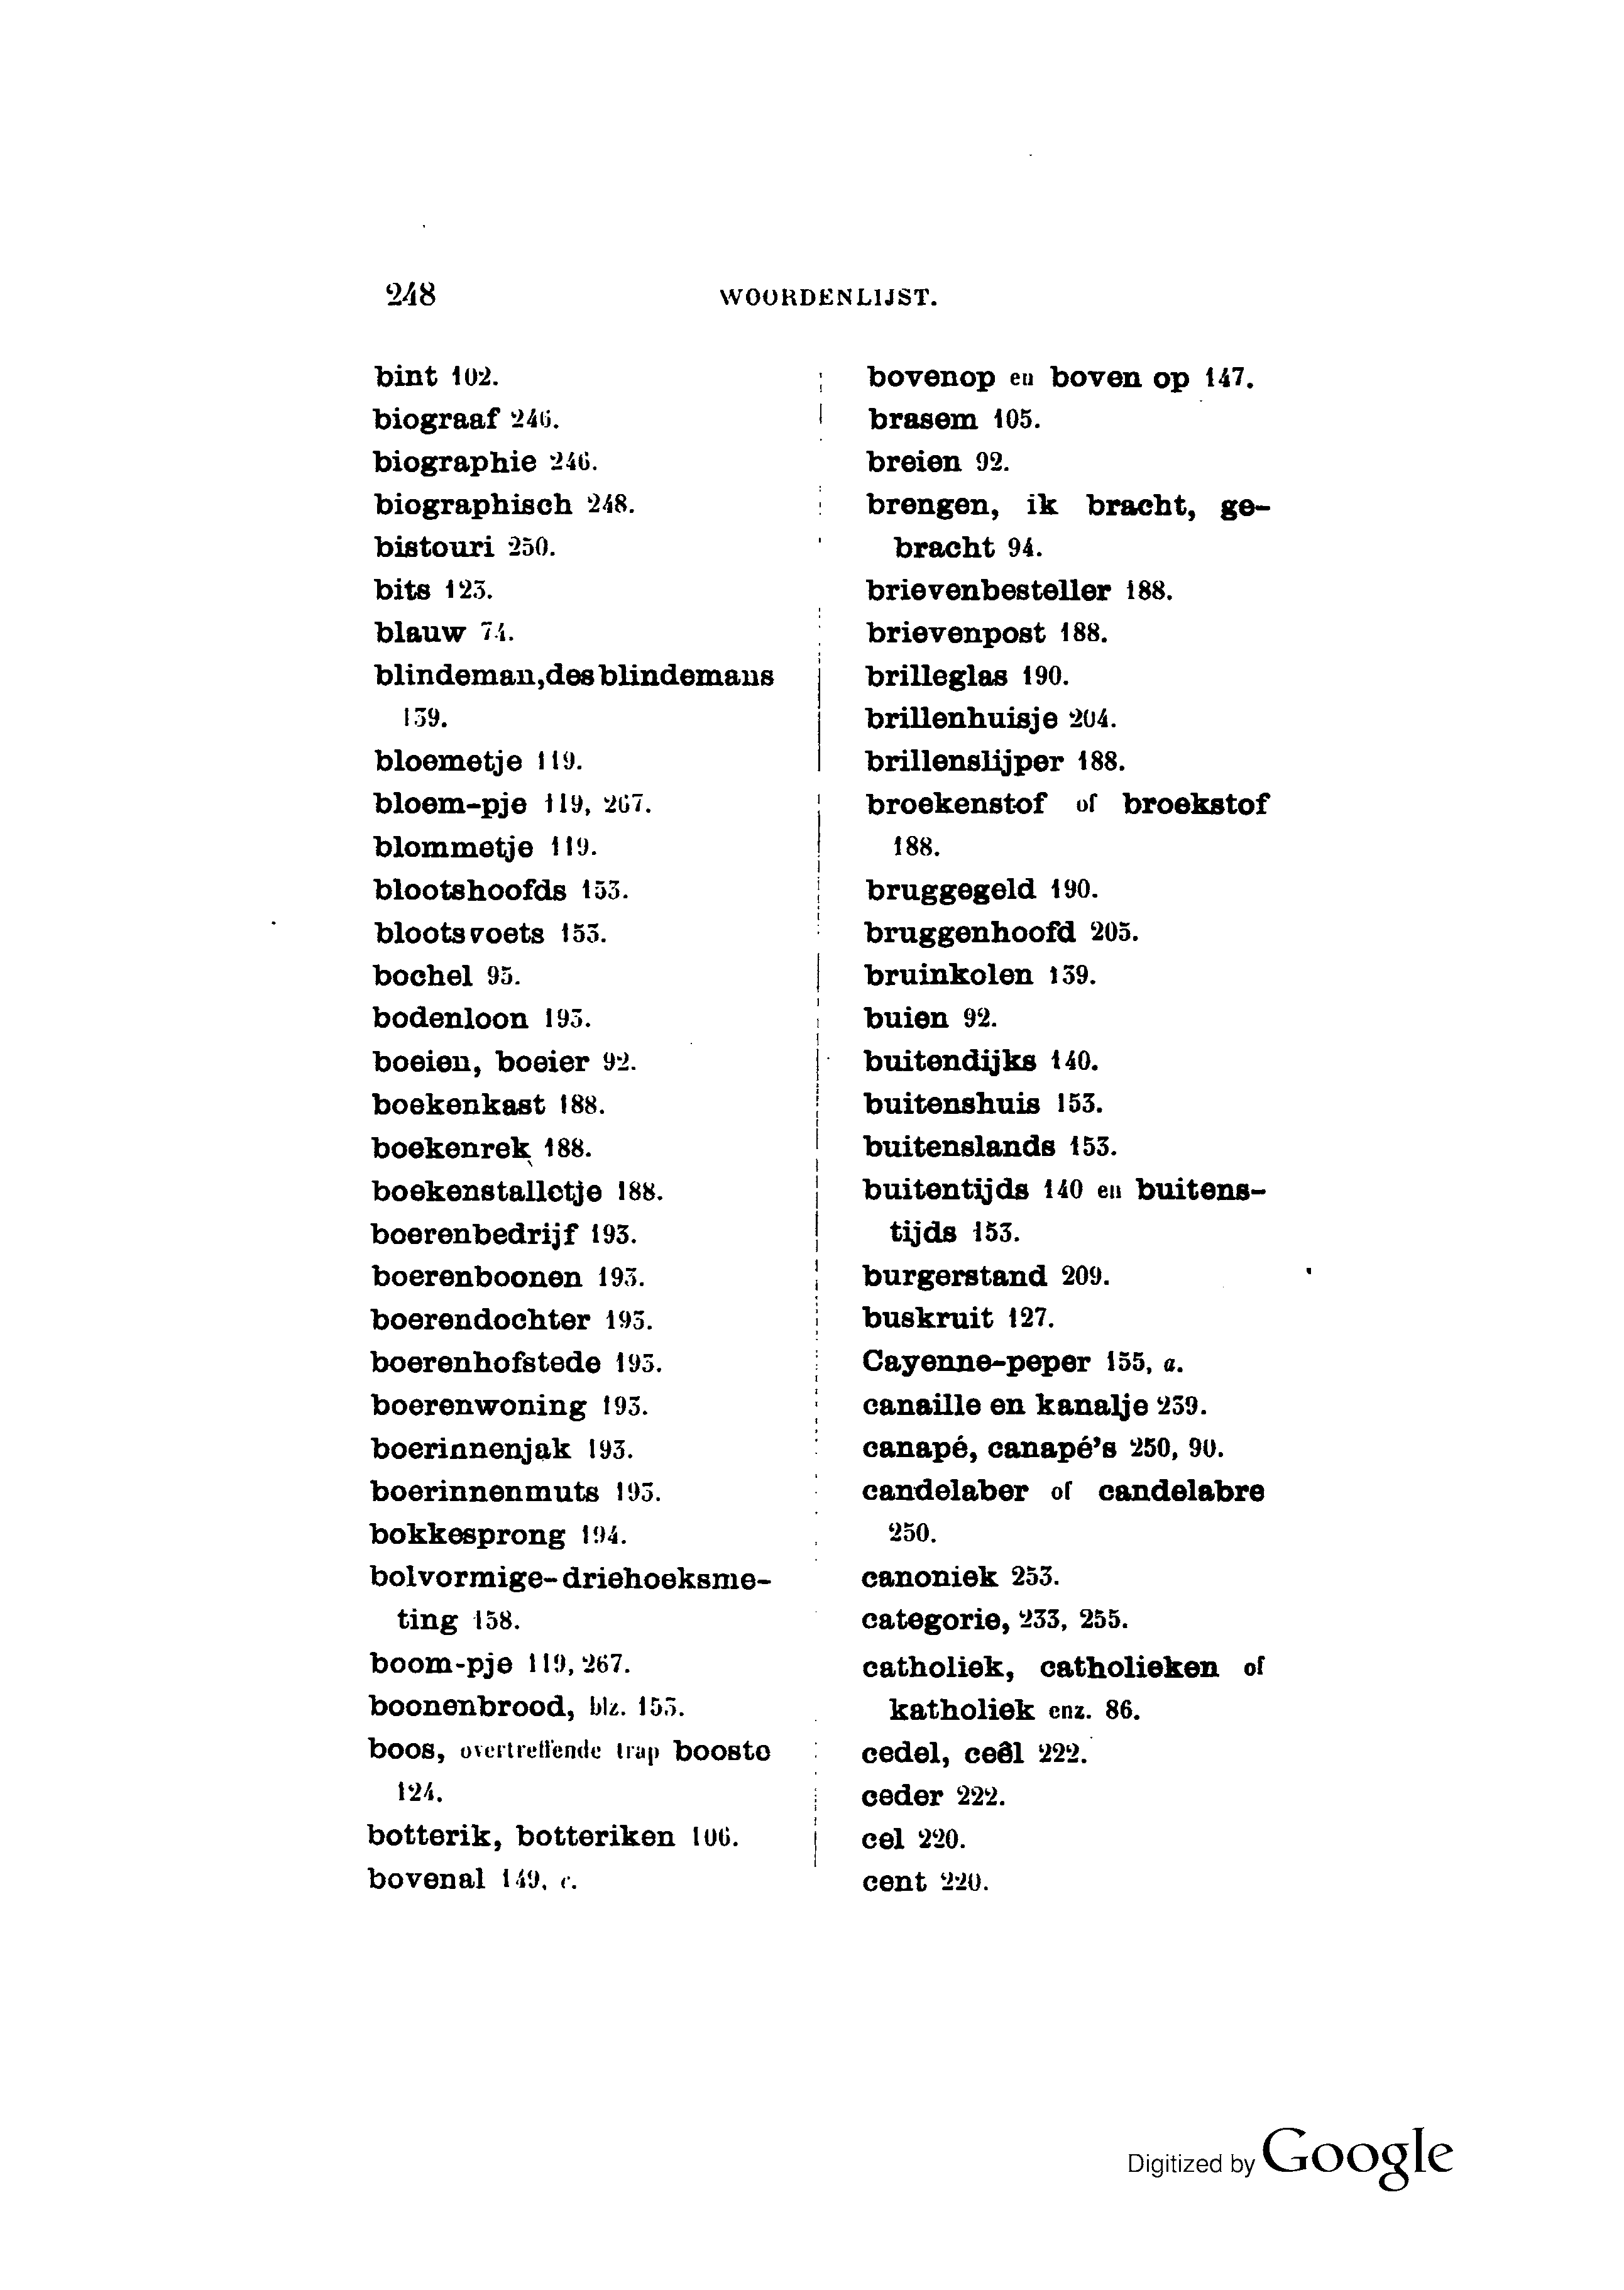 248 WOORDENLIJST.
bint 102.
biograaf 246.
biographie 246.
biographisch 248.
bistouri 250.
bits 123.
blauw 74.
blindeman, des blindemans
139.
bloemetje 119.
bloem-pje 119, 267.
blommetje 119.
blootshoofds 153.
blootsvoets 153.
bochel 95.
bodenloon 193.
boeien, boeier 92.
boekenkast 188.
boekenrek 188.
boekenstalletje 188.
boerenbedrijf 193.
boerenboonen 193.
boerendochter 193.
boerenhofstede 193.
boerenwoning 193.
boerinnenjak 193.
boerinnenmuts 193.
bokkesprong 194.
bolvormige-driehoeksme-
ting 158.
boom-pje 119, 267.
boonenbrood, blz. 153.
boos, overtreffende trap booste
124.
botterik, botteriken 106.
bovenal 149, c.
bovenop en boven op 147.
brasem 105.
breien 92.
brengen, ik bracht, ge-
bracht 94.
brievenbesteller 188.
brievenpost 188.
brilleglas 190.
brillenhuisje 204.
brillenslijper 188.
broekenstof of broekstof
188.
bruggegeld 190.
bruggenhoofd 205.
bruinkolen 139.
buien 92.
buitendijks 140.
buitenshuis 153.
buitenslands 153.
buitentijds 140 en buitens-
tijds 153.
burgerstand 209.
buskruit 127.
Cayenne-peper 155, a.
canaille en kanalje 239.
canapé, canapé's 250, 90.
candelaber of candelabre
250.
canoniek 253.
categorie, 233, 255.
catholiek, catholieken of
katholiek enz. 86.
cedel, ceêl 222.
ceder 222.
cel 220.
cent 220.
Digitized by Google